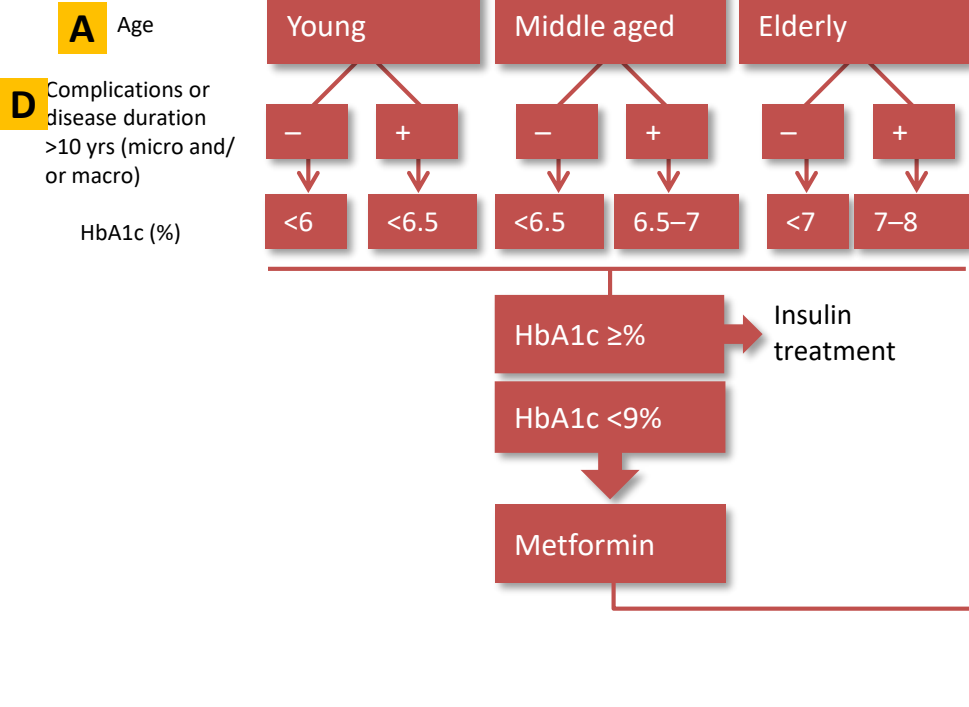 A Age
Young Middle aged Elderly
D Complications or
disease duration
>10 yrs (micro and/
or macro)
– + – + – +
HbA1c (%)
<6 <6.5 <6.5 6.5–7 <7 7–8
HbA1c ≥%
Insulin
treatment
HbA1c <9%
Metformin